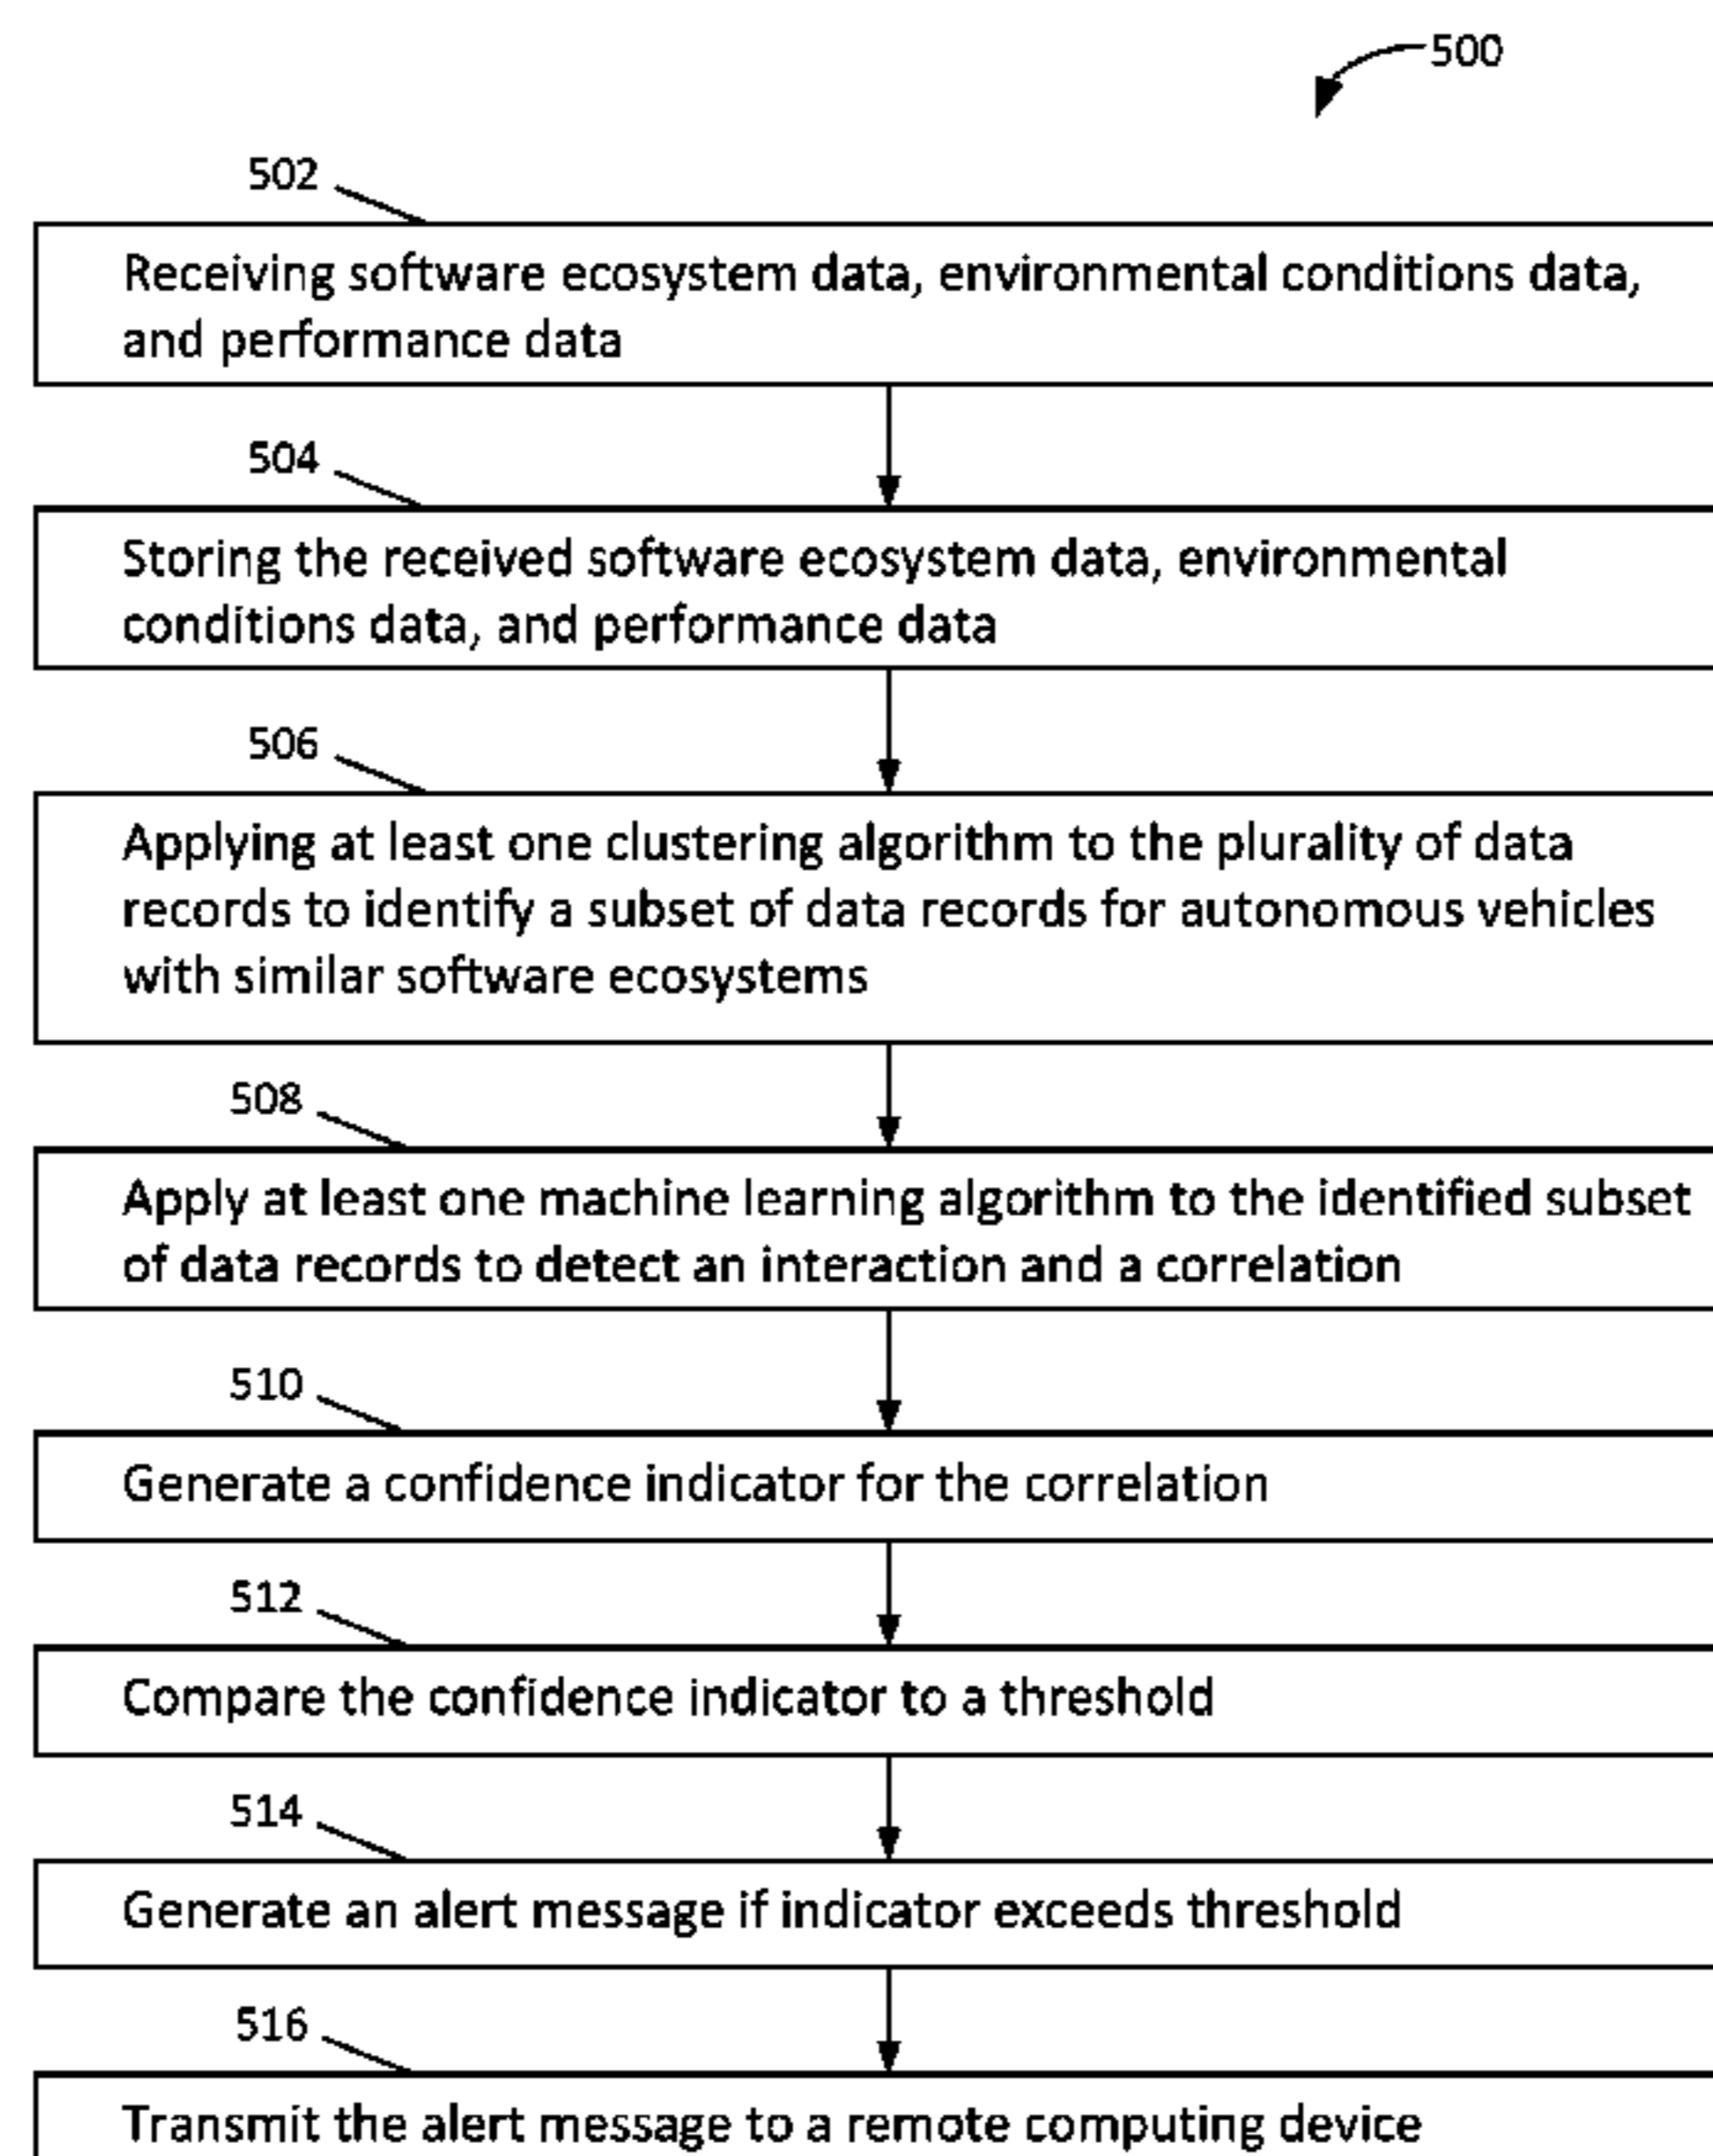 500
502
Receiving software ecosystem data, environmental conditions data,
and performance data
504
Storing the received software ecosystem data, environmental
conditions data, and performance data
506
Applying at least one clustering algorithm to the plurality of data
records to identify a subset of data records for autonomous vehicles
with similar software ecosystems
508
Apply at least one machine learning algorithm to the identified subset
of data records to detect an interaction and a correlation
510
Generate a confidence indicator for the correlation
512
Compare the confidence indicator to a threshold
514
Generate an alert message if indicator exceeds threshold
516
Transmit the alert message to a remote computing device